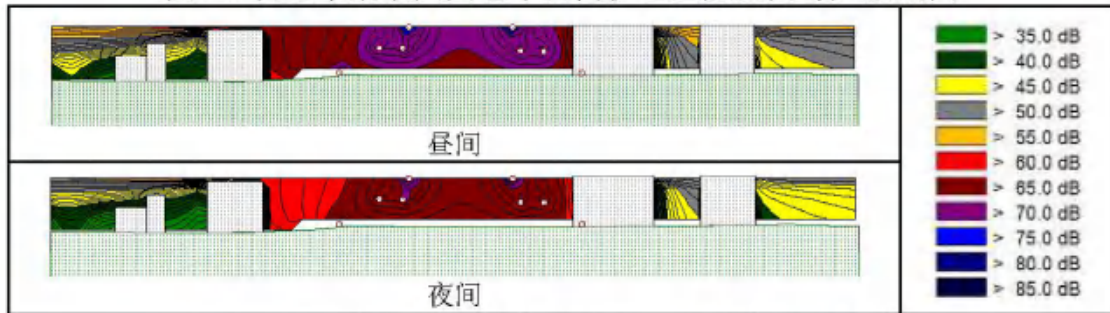 昼间
夜间
> 35.0 dB
> 40.0 dB
> 45.0 dB
> 50.0 dB
> 55.0 dB
> 60.0 dB
> 65.0 dB
> 70.0 dB
> 75.0 dB
> 80.0 dB
> 85.0 dB